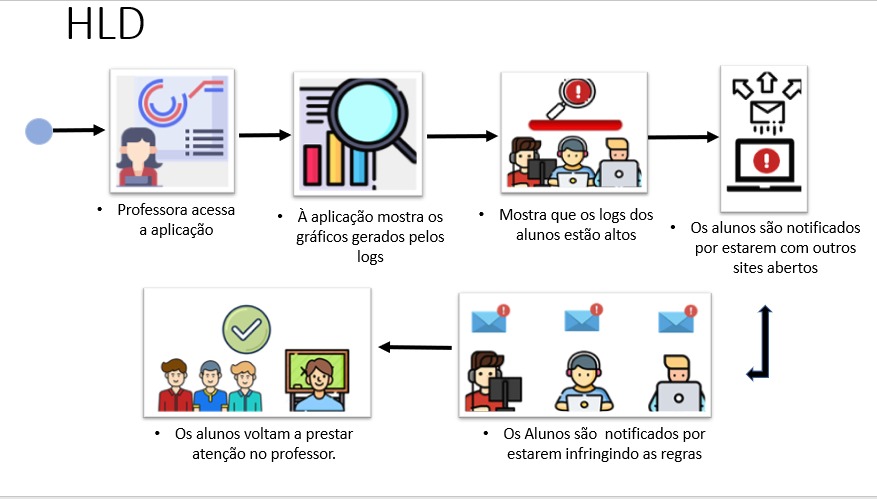 HLD
• Professora acessa
a aplicação
• À aplicação mostra os
gráficos gerados pelos
logs
• Mostra que os logs dos
alunos estão altos
• Os alunos são notificados
por estarem com outros
sites abertos
• Os alunos voltam a prestar
atenção no professor.
• Os Alunos são notificados por
estarem infringindo as regras